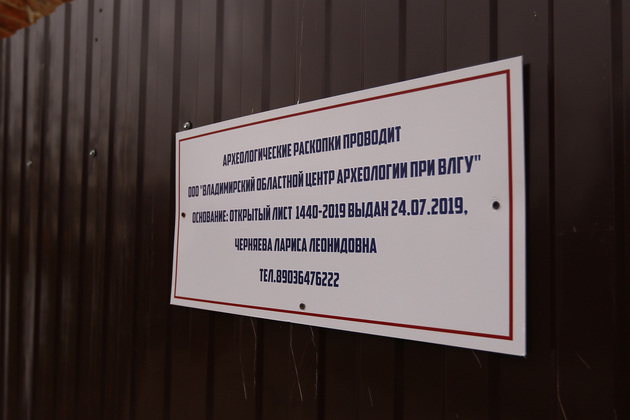 АРХЕОЛОГИЧЕСКИЕ РАСКОПКИ ПРОВОДИТ
ООО "ВЛАДИМИРСКИЙ ОБЛАСТНОЙ ЦЕНТР АРХЕОЛОГИИ ПРИ ВЛГУ"
ОСНОВАНИЕ: ОТКРЫТЫЙ ЛИСТ 1440-2019 ВЫДАН 24.07.2019,
ЧЕРНЯЕВА ЛАРИСА ЛЕОНИДОВНА
ТЕЛ.89036476222